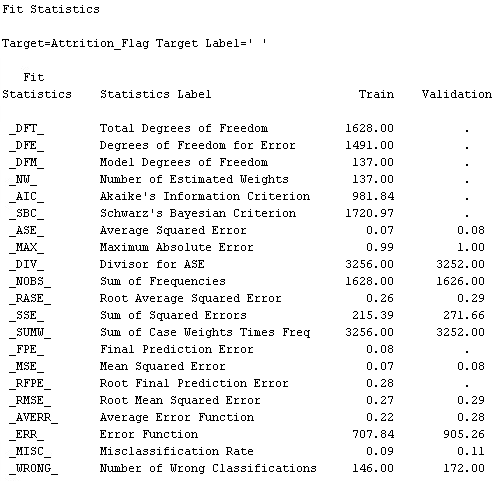 Fit Statistics
Target=Attrition_Flag Target Label=' '
Fit
Statistics Statistics Label Train Validation
_DFT_ Total Degrees of Freedom 1628.00 .
_DFE_ Degrees of Freedom for Error 1491.00 .
_DFM_ Model Degrees of Freedom 137.00 .
_NW_ Number of Estimated Weights 137.00 .
_AIC_ Akaike's Information Criterion 981.84 .
_SBC_ Schwarz's Bayesian Criterion 1720.97 .
_ASE_ Average Squared Error 0.07 0.08
_MAX_ Maximum Absolute Error 0.99 1.00
_DIV_ Divisor for ASE 3256.00 3252.00
_NOBS_ Sum of Frequencies 1628.00 1626.00
_RASE_ Root Average Squared Error 0.26 0.29
_SSE_ Sum of Squared Errors 215.39 271.66
_SUMW_ Sum of Case Weights Times Freq 3256.00 3252.00
_FPE_ Final Prediction Error 0.08 .
_MSE_ Mean Squared Error 0.07 0.08
_RFPE_ Root Final Prediction Error 0.28 .
_RMSE_ Root Mean Squared Error 0.27 0.29
_AVERR_ Average Error Function 0.22 0.28
_ERR_ Error Function 707.84 905.26
_MISC_ Misclassification Rate 0.09 0.11
_WRONG_ Number of Wrong Classifications 146.00 172.00